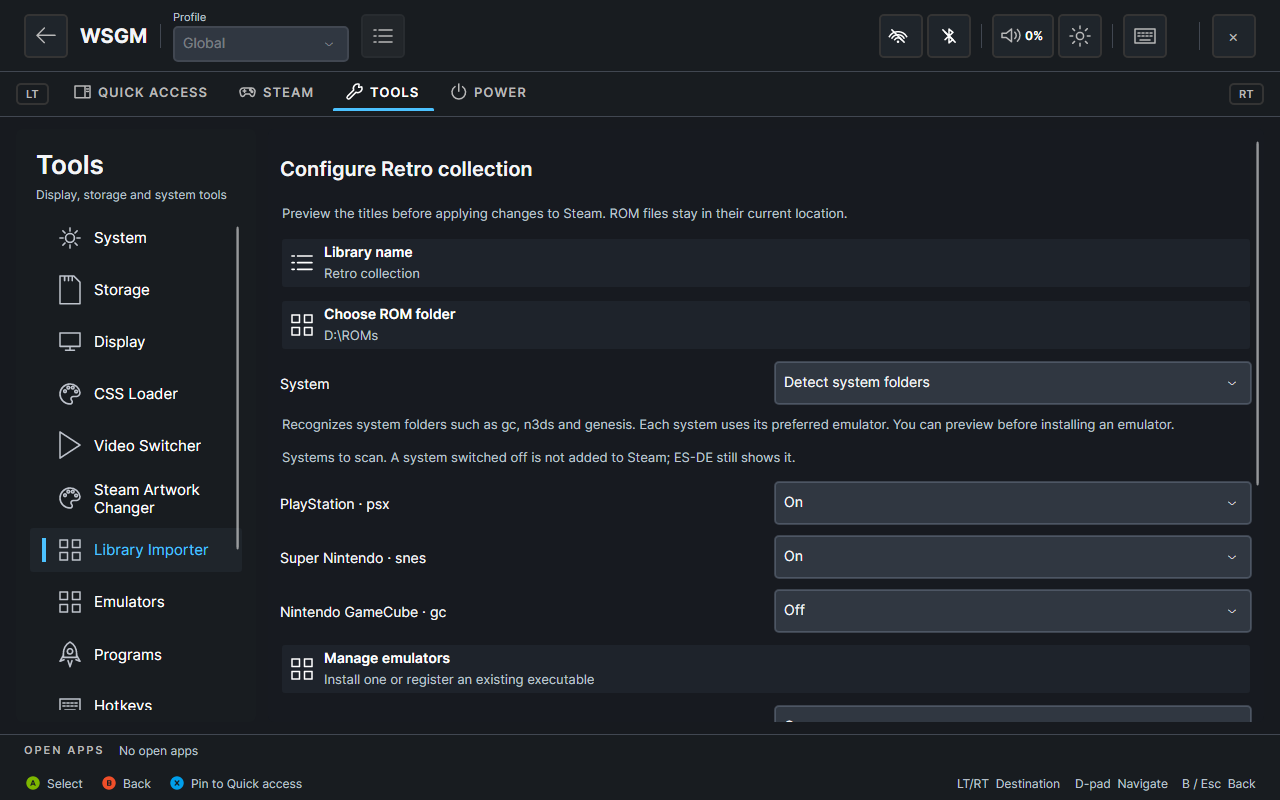 WSGM
Profile
Global
0%
×
LT
QUICK ACCESS
STEAM
TOOLS
POWER
RT
Tools
Display, storage and system tools
System
Storage
Display
CSS Loader
Video Switcher
Steam Artwork
Changer
Library Importer
Emulators
Programs
Hotkeys
Configure Retro collection
Preview the titles before applying changes to Steam. ROM files stay in their current location.
Library name
Retro collection
Choose ROM folder
D:\ROMs
System
Detect system folders
Recognizes system folders such as gc, n3ds and genesis. Each system uses its preferred emulator. You can preview before installing an emulator.
Systems to scan. A system switched off is not added to Steam; ES-DE still shows it.
PlayStation · psx
On
Super Nintendo · snes
On
Nintendo GameCube · gc
Off
Manage emulators
Install one or register an existing executable
OPEN APPS
No open apps
A Select
B Back
X Pin to Quick access
LT/RT Destination
D-pad Navigate
B / Esc Back